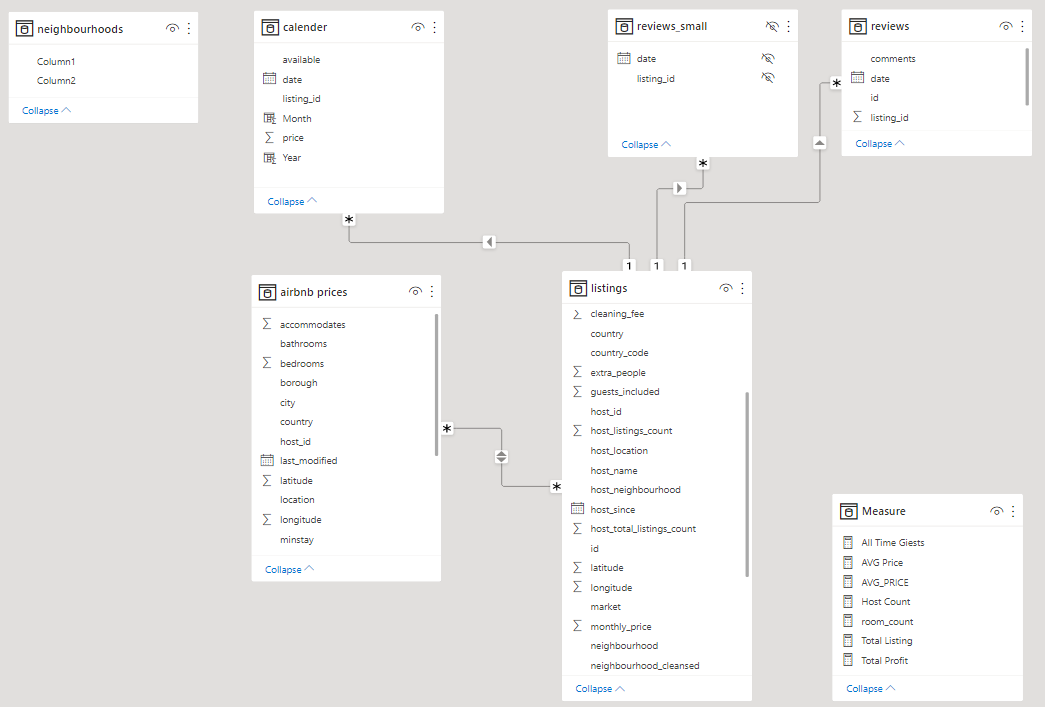 neighbourhoods
Column1
Column2
Collapse
calender
available
date
listing_id
Month
price
Year
Collapse
reviews_small
date
listing_id
Collapse
reviews
comments
date
id
listing_id
Collapse
*
*
*
1
1
1
airbnb prices
accommodates
bathrooms
bedrooms
borough
city
country
host_id
last_modified
latitude
location
longitude
minstay
Collapse
*
*
listings
cleaning_fee
country
country_code
extra_people
guests_included
host_id
host_listings_count
host_location
host_name
host_neighbourhood
host_since
host_total_listings_count
id
latitude
longitude
market
monthly_price
neighbourhood
neighbourhood_cleansed
Collapse
Measure
All Time Giests
AVG Price
AVG_PRICE
Host Count
room_count
Total Listing
Total Profit
Collapse